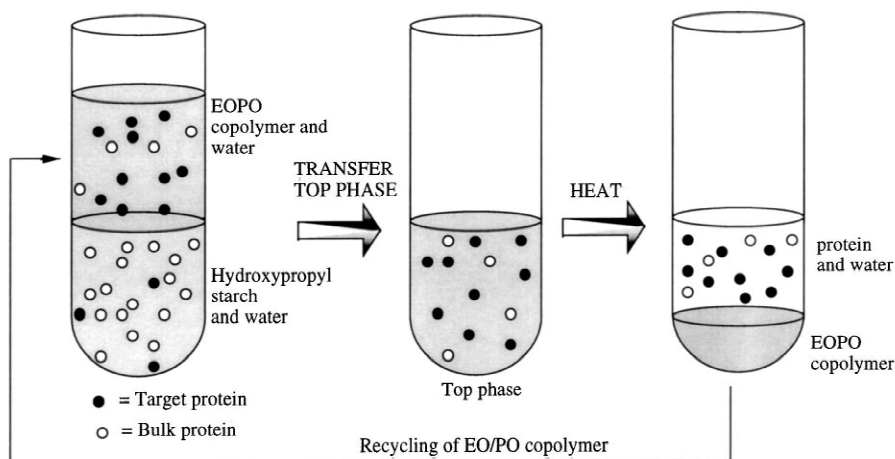 EOPO
copolymer and
water
Hydroxypropyl
starch
and water
TRANSFER
TOP PHASE
HEAT
protein
and water
EOPO
copolymer
Top phase
= Target protein
= Bulk protein
Recycling of EO/PO copolymer